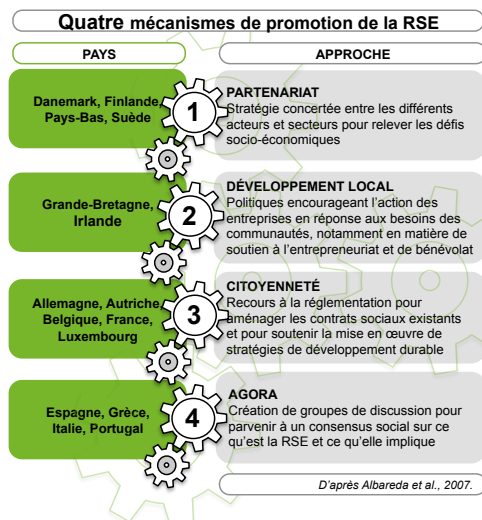 Quatre mécanismes de promotion de la RSE
PAYS
APPROCHE
Danemark, Finlande,
Pays-Bas, Suède
1
PARTENARIAT
Stratégie concertée entre les différents
acteurs et secteurs pour relever les défis
socio-économiques
Grande-Bretagne,
Irlande
2
DÉVELOPPEMENT LOCAL
Politiques encourageant l'action des
entreprises en réponse aux besoins des
communautés, notamment en matière de
soutien à l'entrepreneuriat et de bénévolat
Allemagne, Autriche
Belgique, France,
Luxembourg
3
CITOYENNETÉ
Recours à la réglementation pour
aménager les contrats sociaux existants
et pour soutenir la mise en œuvre de
stratégies de développement durable
Espagne, Grèce,
Italie, Portugal
4
AGORA
Création de groupes de discussion pour
parvenir à un consensus social sur ce
qu'est la RSE et ce qu'elle implique
D'après Albareda et al., 2007.